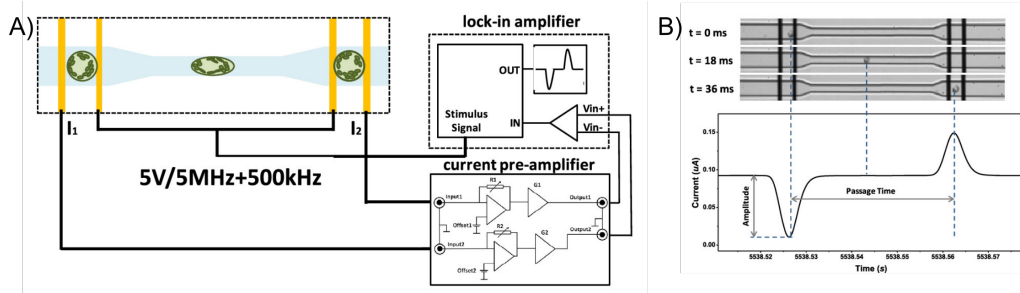 A)
lock-in amplifier
OUT
Stimulus
Signal
IN
Vin+
Vin-
I1
I2
5V/5MHz+500kHz
current pre-amplifier
Input1
R1
G1
Output1
Offset1
Input2
R2
G2
Output2
Offset2
B)
t = 0 ms
t = 18 ms
t = 36 ms
Current (uA)
0.15
0.10
0.05
0.00
Amplitude
Passage Time
5538.52
5538.53
5538.54
5538.55
5538.56
5538.57
Time (s)